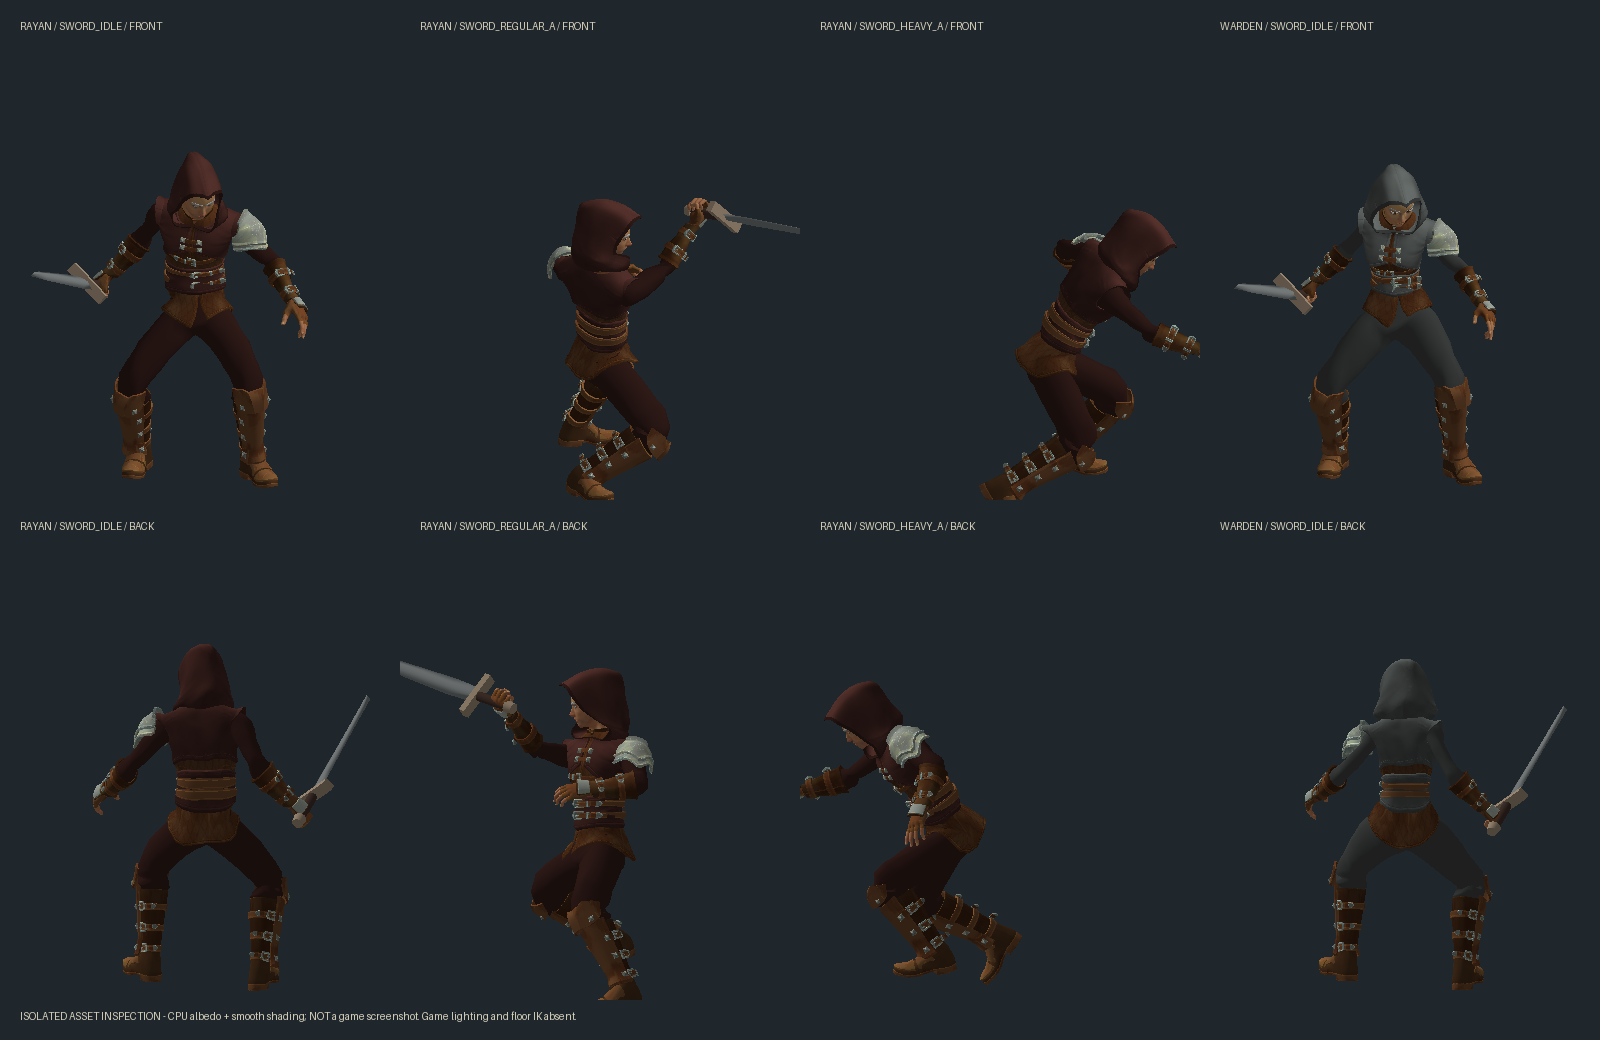 RAYAN / SWORD_IDLE / FRONT
RAYAN / SWORD_REGULAR_A / FRONT
RAYAN / SWORD_HEAVY_A / FRONT
WARDEN / SWORD_IDLE / FRONT
RAYAN / SWORD_IDLE / BACK
RAYAN / SWORD_REGULAR_A / BACK
RAYAN / SWORD_HEAVY_A / BACK
WARDEN / SWORD_IDLE / BACK
ISOLATED ASSET INSPECTION - CPU albedo + smooth shading; NOT a game screenshot. Game lighting and floor IK absent.